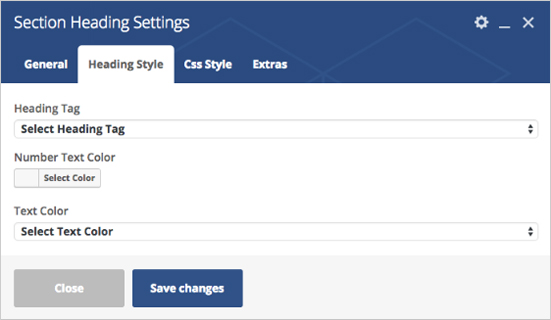 Section Heading Settings
General Heading Style Css Style Extras
Heading Tag
Select Heading Tag
Number Text Color
Select Color
Text Color
Select Text Color
Close Save changes